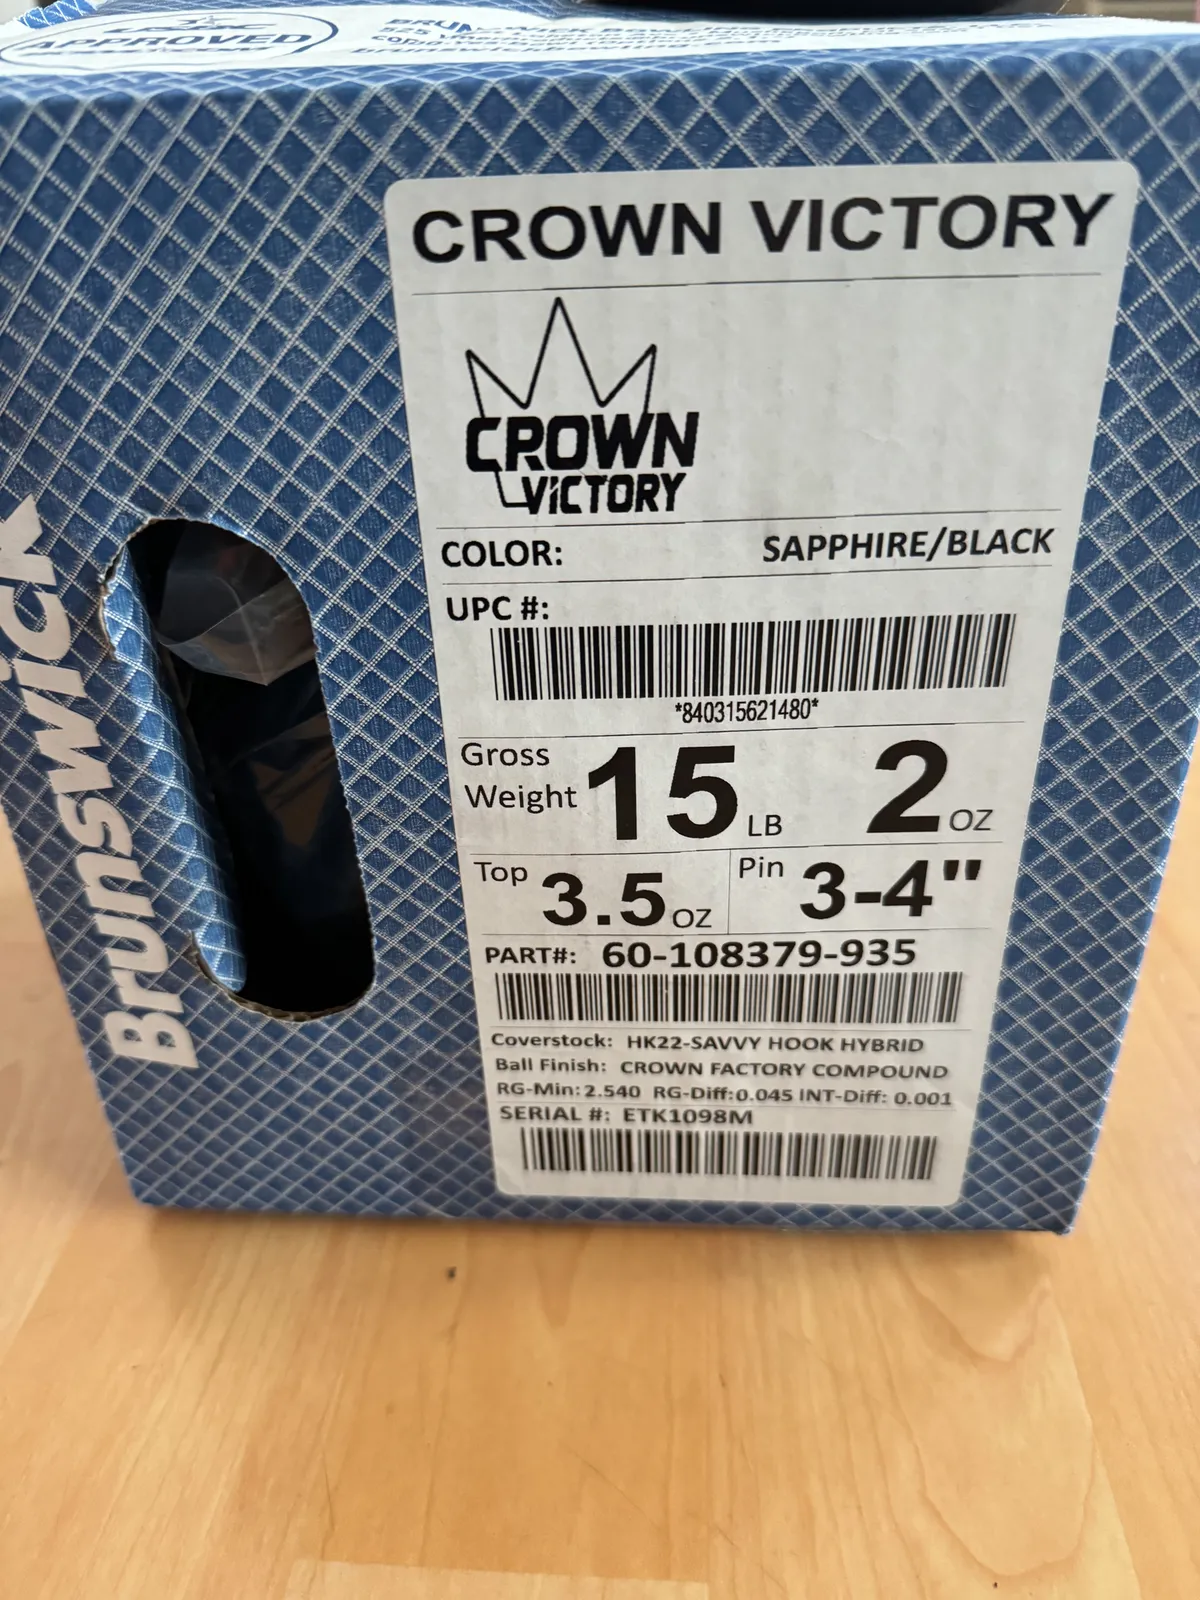 APPROVED
CROWN VICTORY
CROWN
VICTORY
COLOR: SAPPHIRE/BLACK
UPC #:
*840315621480*
Gross Weight 15 LB 2 OZ
Top 3.5 OZ Pin 3-4"
PART#: 60-108379-935
Coverstock: HK22-SAVVY HOOK HYBRID
Ball Finish: CROWN FACTORY COMPOUND
RG-Min: 2.540 RG-Diff: 0.045 INT-Diff: 0.001
SERIAL #: ETK1098M
Brunswick